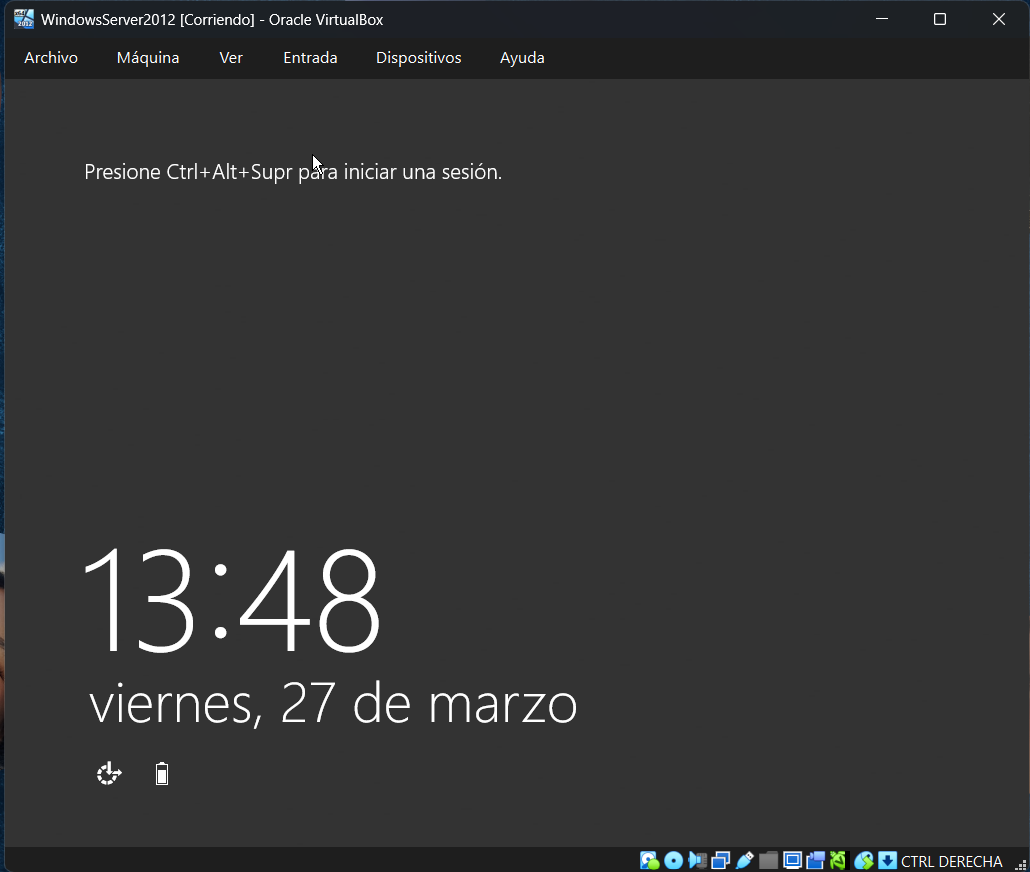 WindowsServer2012 [Corriendo] - Oracle VirtualBox
Archivo Máquina Ver Entrada Dispositivos Ayuda
Presione Ctrl+Alt+Supr para iniciar una sesión.
13:48
viernes, 27 de marzo
CTRL DERECHA